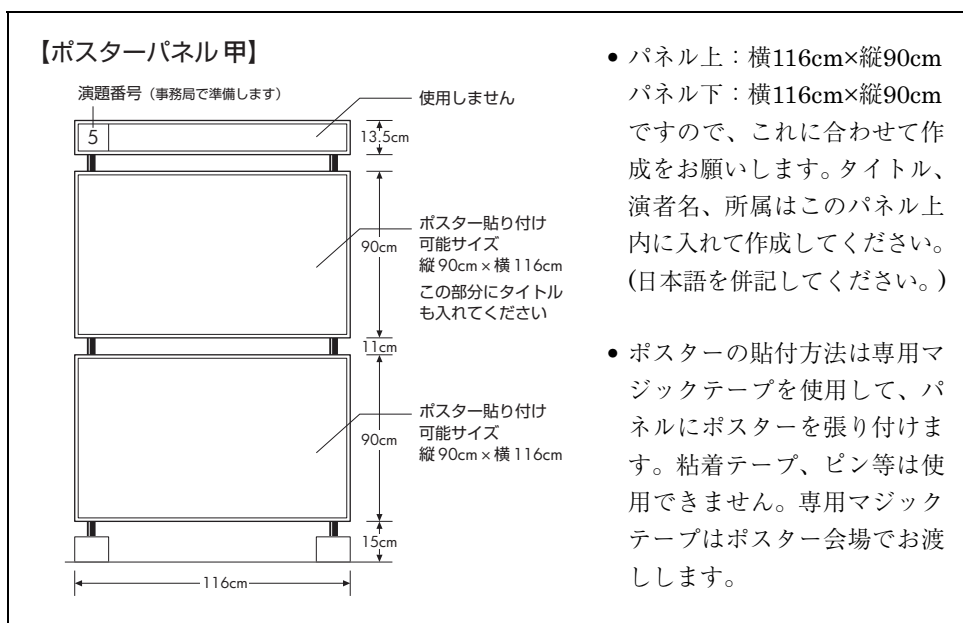 【ポスターパネル 甲】
演題番号（事務局で準備します）
使用しません
5
13.5cm
ポスター貼り付け
可能サイズ
縦 90cm × 横 116cm
この部分にタイトル
も入れてください
90cm
11cm
ポスター貼り付け
可能サイズ
縦 90cm × 横 116cm
90cm
15cm
116cm
• パネル上：横116cm×縦90cm
パネル下：横116cm×縦90cm
ですので、これに合わせて作
成をお願いします。タイトル、
演者名、所属はこのパネル上
内に入れて作成してください。
(日本語を併記してください。)
• ポスターの貼付方法は専用マ
ジックテープを使用して、パ
ネルにポスターを張り付けま
す。粘着テープ、ピン等は使
用できません。専用マジック
テープはポスター会場でお渡
しします。